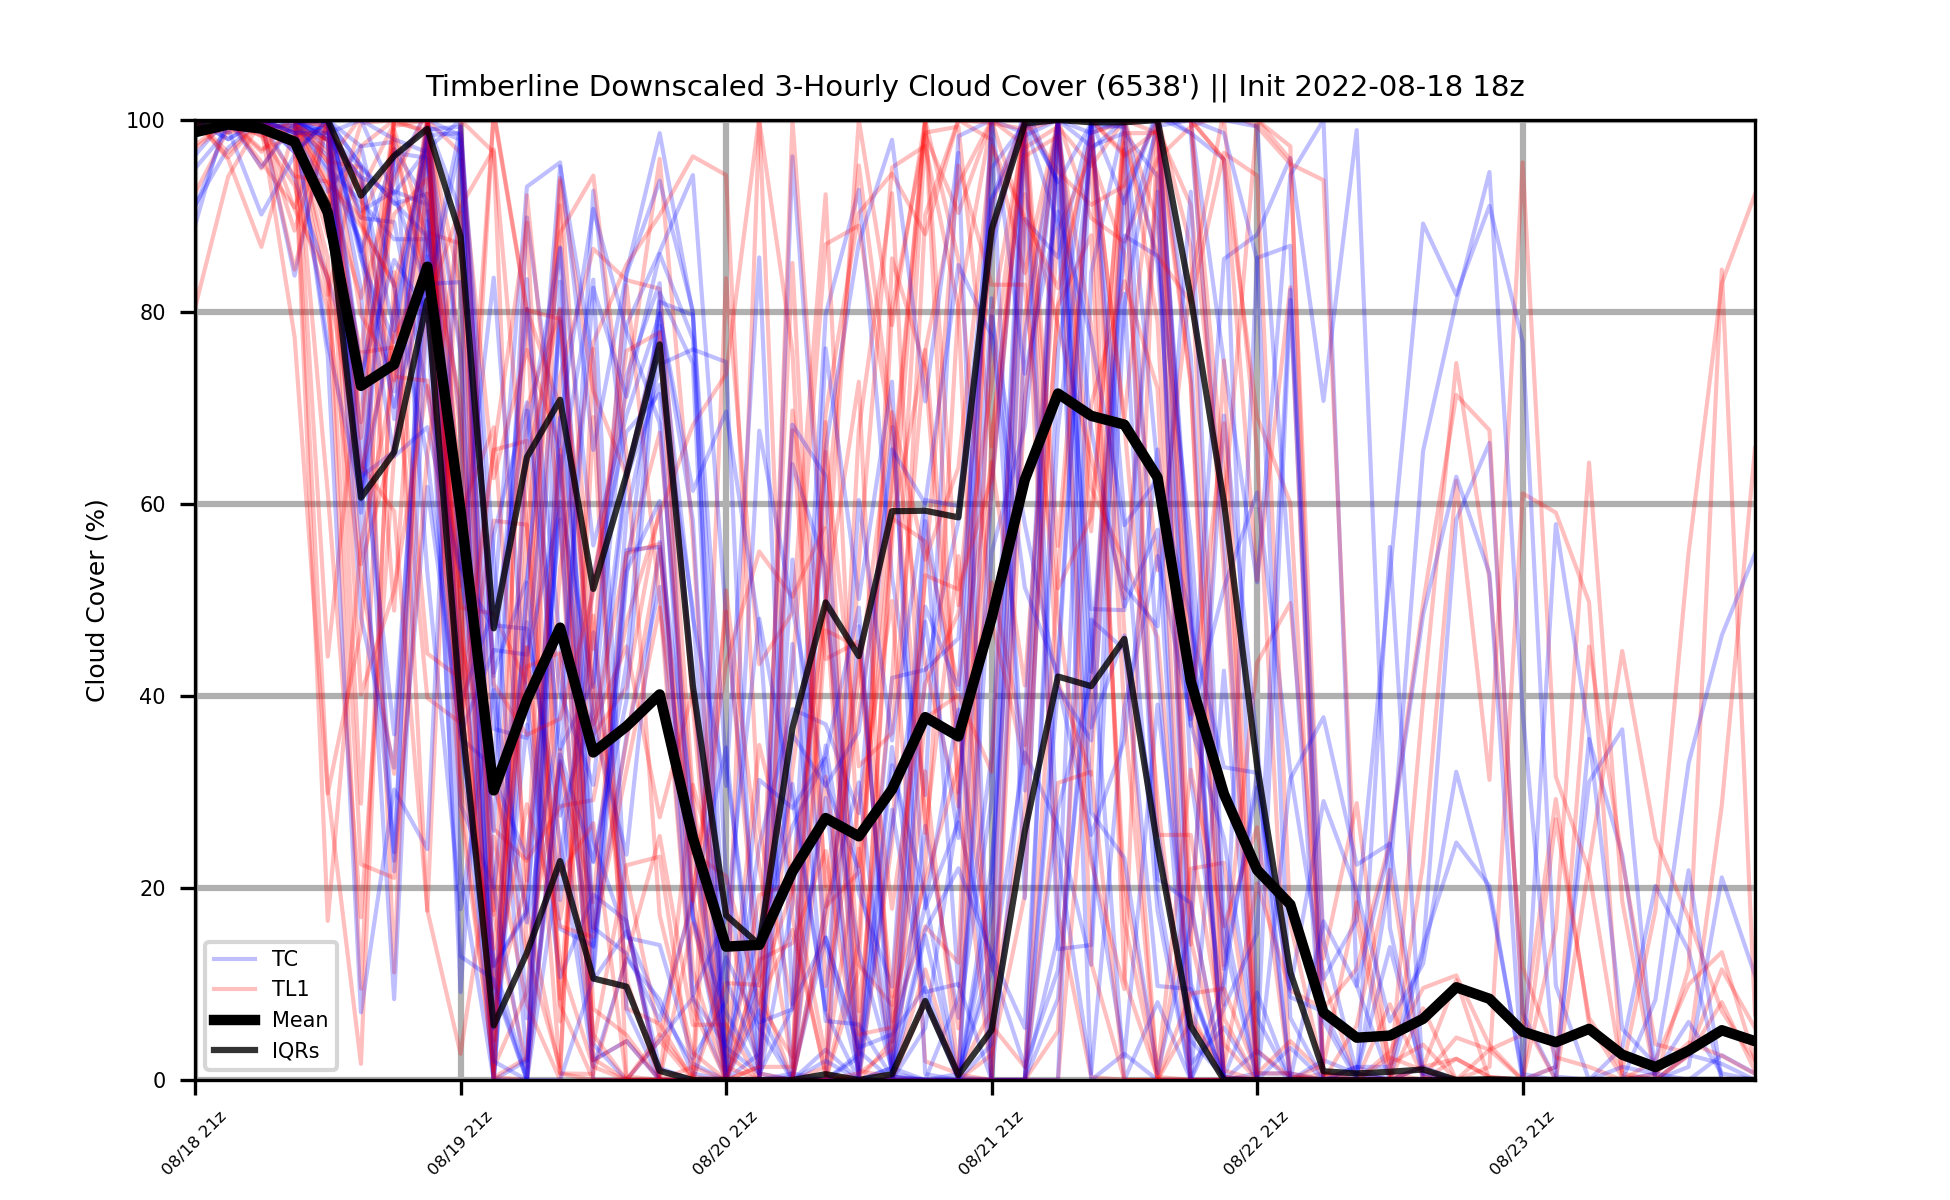 Timberline Downscaled 3-Hourly Cloud Cover (6538') || Init 2022-08-18 18z
Cloud Cover (%)
100
80
60
40
20
0
TC
TL1
Mean
IQRs
08/18 21z
08/19 21z
08/20 21z
08/21 21z
08/22 21z
08/23 21z